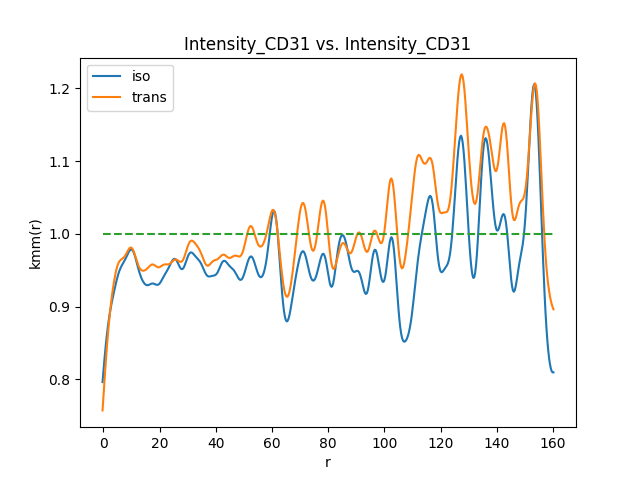 Intensity_CD31 vs. Intensity_CD31
iso
trans
kmm(r)
1.2
1.1
1.0
0.9
0.8
0 20 40 60 80 100 120 140 160
r